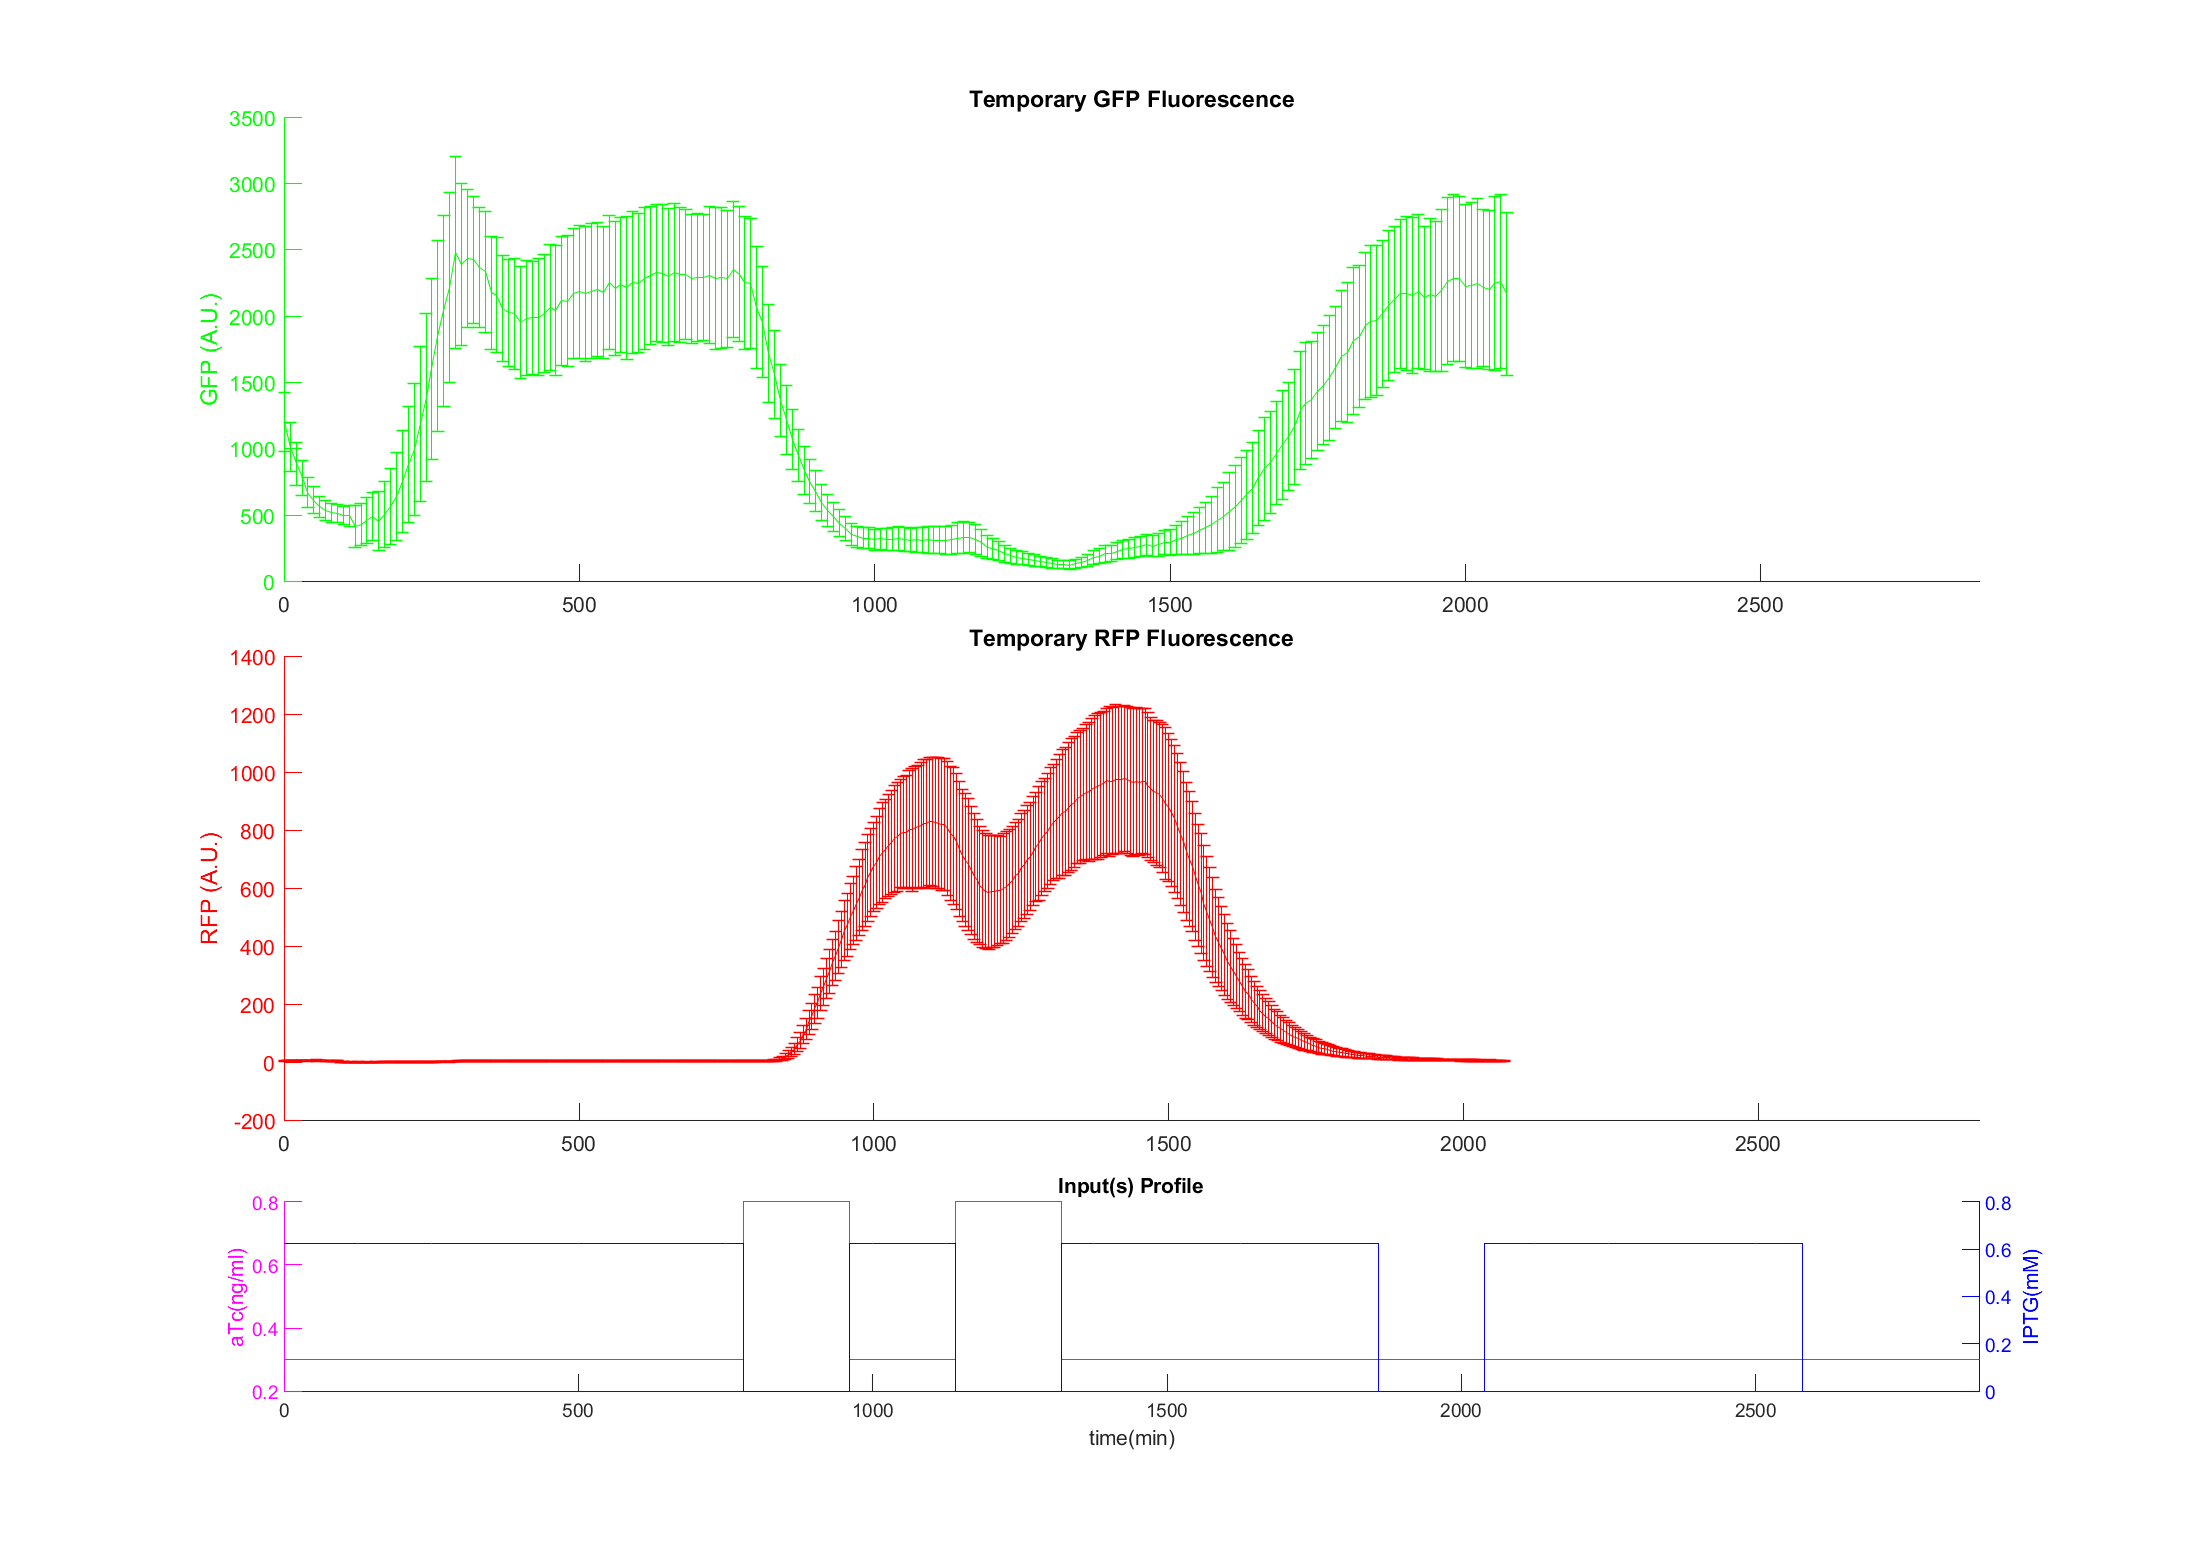 Temporary GFP Fluorescence
3500
3000
2500
2000
1500
1000
500
0
GFP (A.U.)
0 500 1000 1500 2000 2500
Temporary RFP Fluorescence
1400
1200
1000
800
600
400
200
0
-200
RFP (A.U.)
0 500 1000 1500 2000 2500
Input(s) Profile
0.8
0.6
0.4
0.2
aTc(ng/ml)
0.8
0.6
0.4
0.2
0
IPTG(mM)
0 500 1000 1500 2000 2500
time(min)